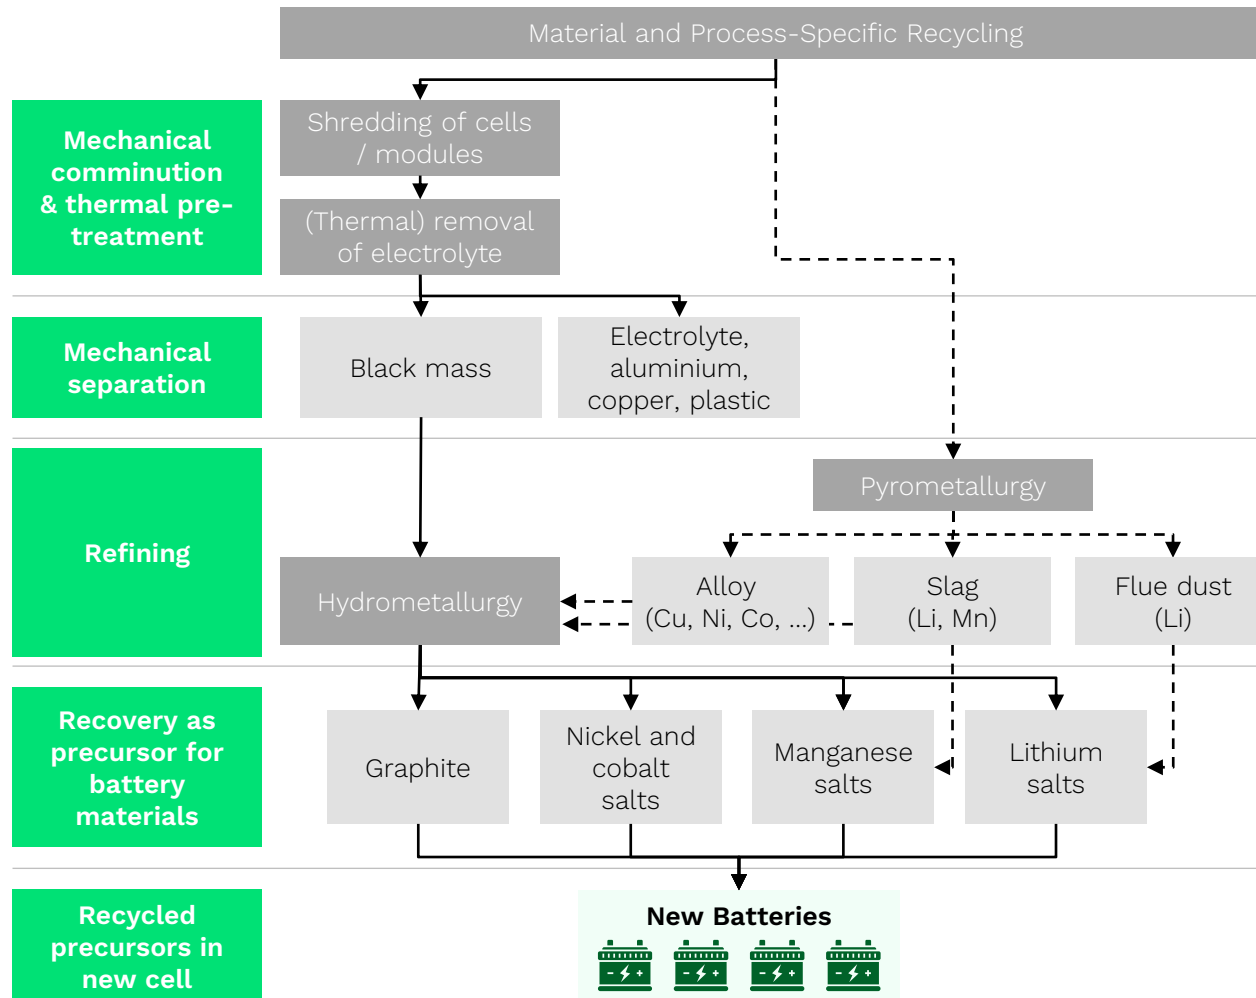 Material and Process-Specific Recycling
Mechanical
comminution
& thermal pre-
treatment
Shredding of cells
/ modules
(Thermal) removal
of electrolyte
Mechanical
separation
Black mass
Electrolyte,
aluminium,
copper, plastic
Refining
Pyrometallurgy
Hydrometallurgy
Alloy
(Cu, Ni, Co, ...)
Slag
(Li, Mn)
Flue dust
(Li)
Recovery as
precursor for
battery
materials
Graphite
Nickel and
cobalt
salts
Manganese
salts
Lithium
salts
Recycled
precursors in
new cell
New Batteries